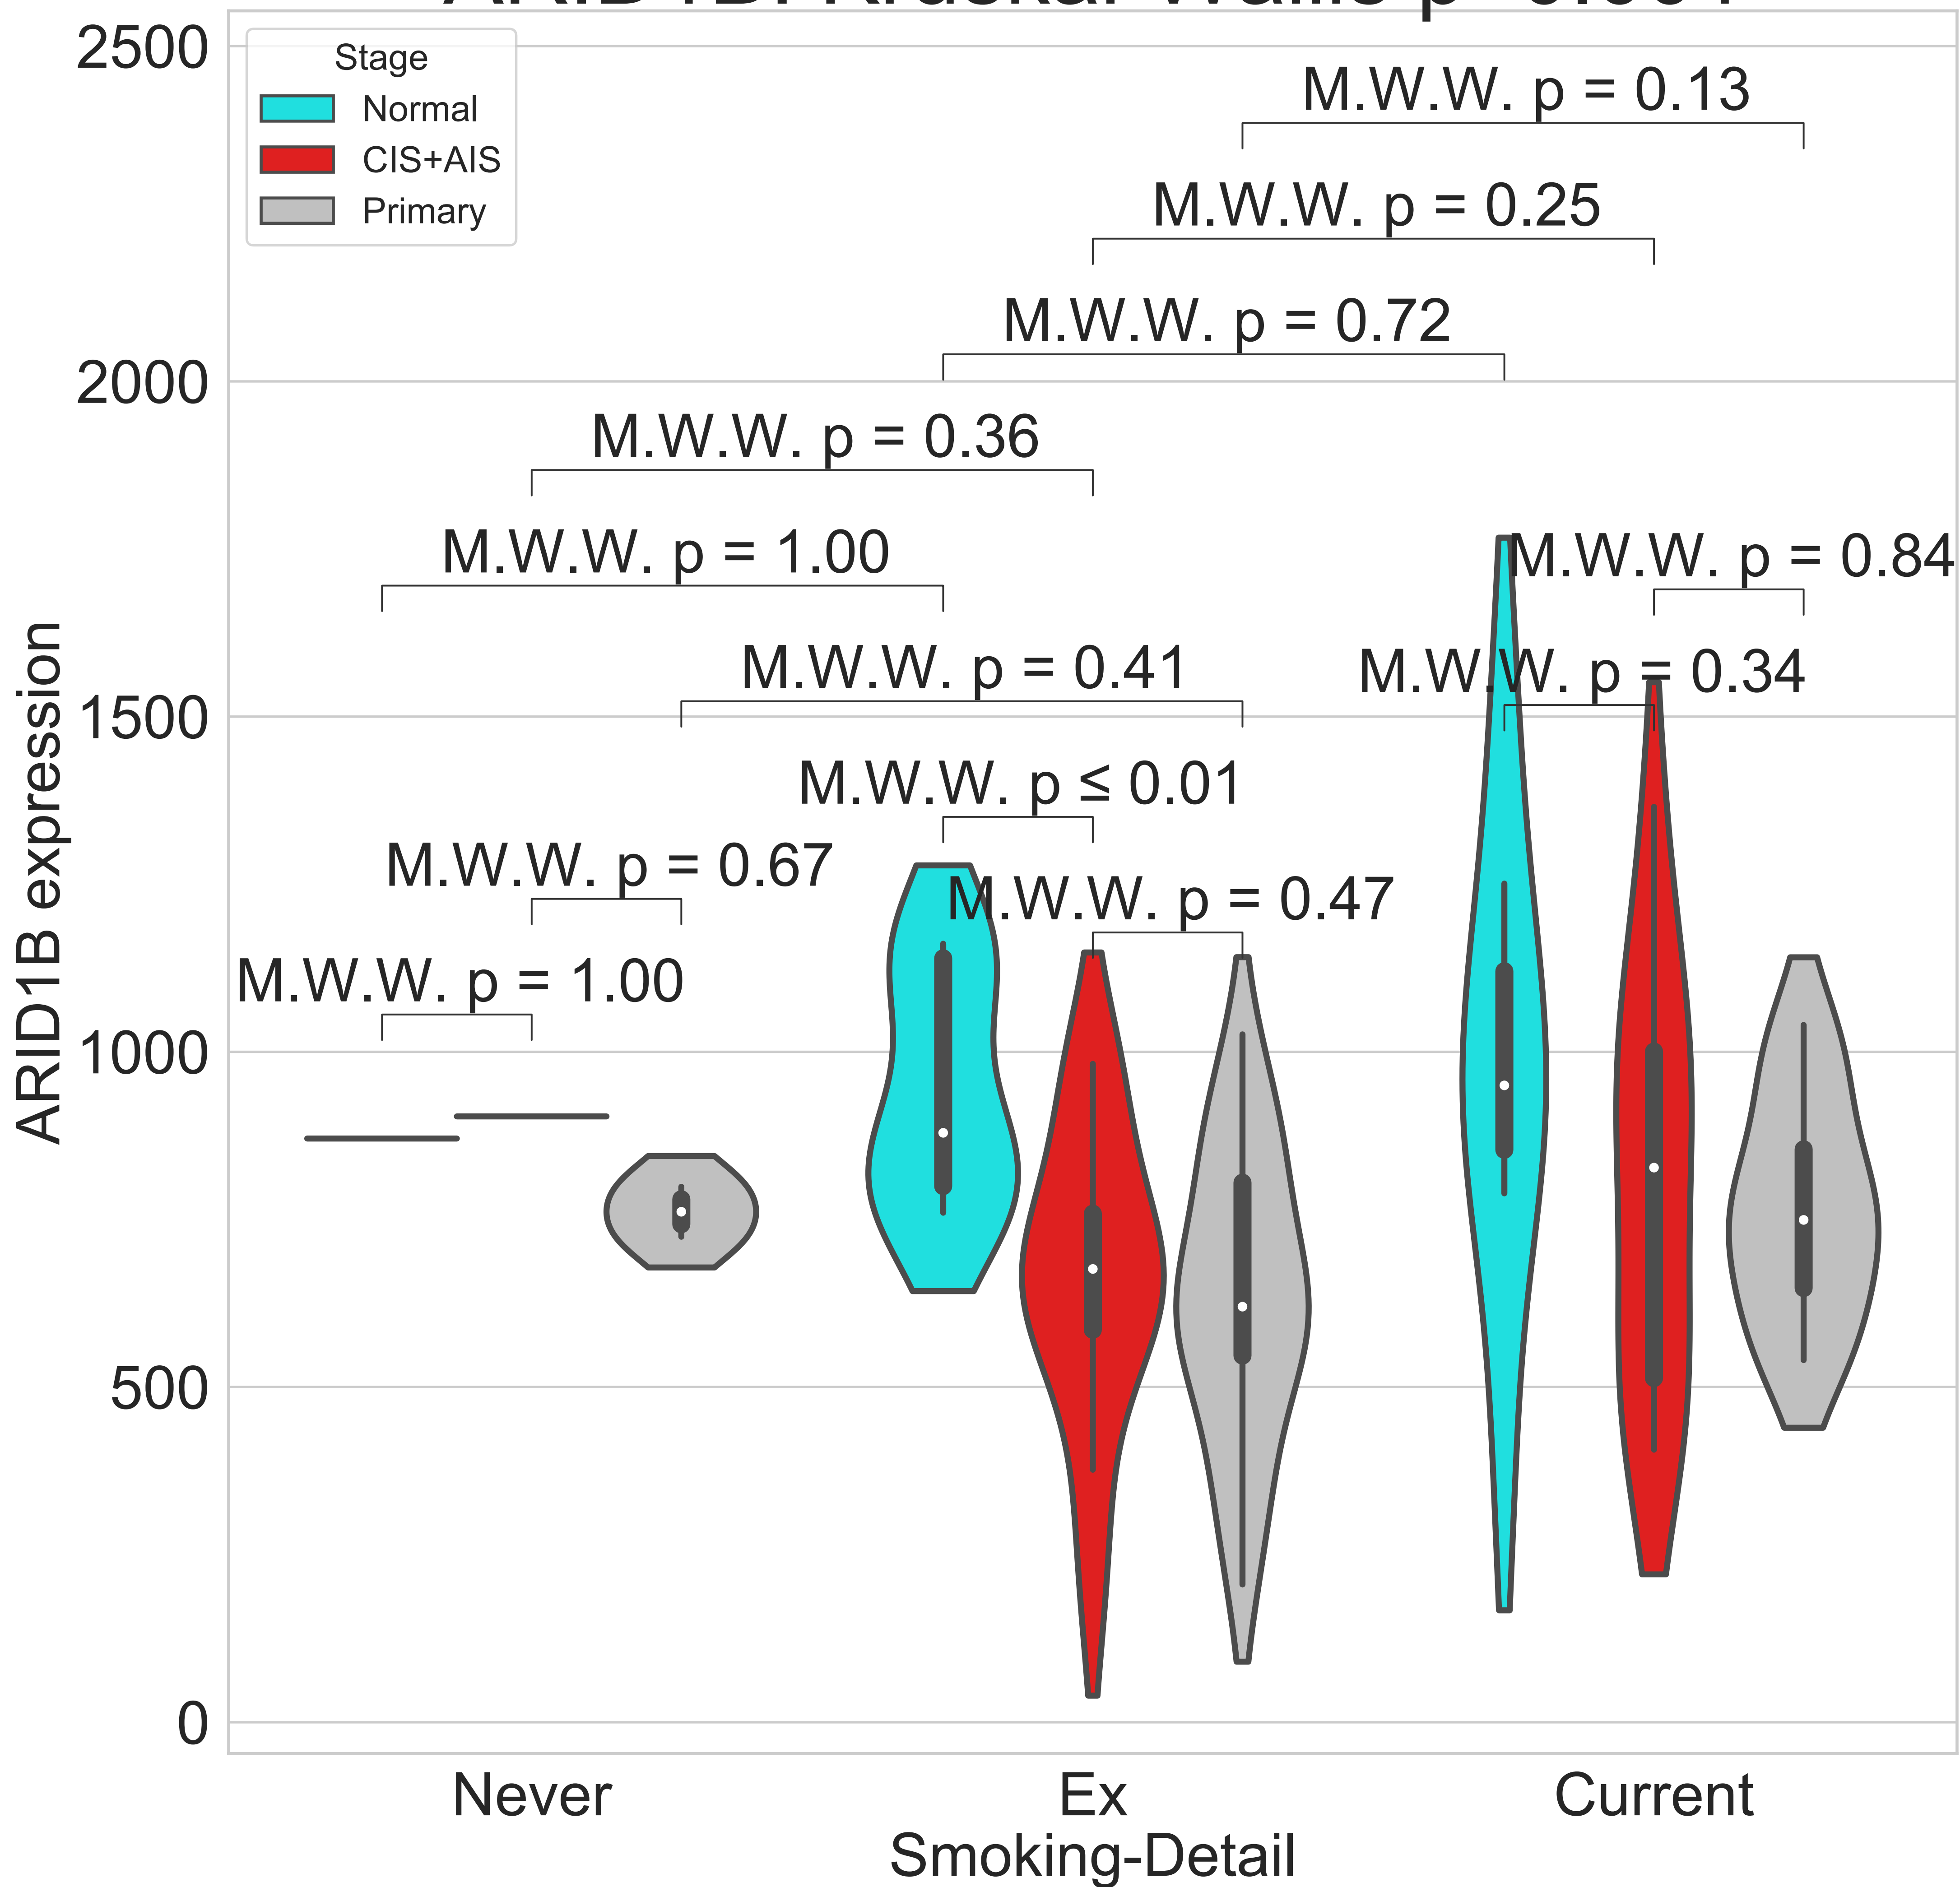 2500
2000
1500
1000
500
0
ARID1B expression
Stage
Normal
CIS+AIS
Primary
M.W.W. p = 0.13
M.W.W. p = 0.25
M.W.W. p = 0.72
M.W.W. p = 0.36
M.W.W. p = 1.00
M.W.W. p = 0.84
M.W.W. p = 0.41
M.W.W. p = 0.34
M.W.W. p ≤ 0.01
M.W.W. p = 0.67
M.W.W. p = 0.47
M.W.W. p = 1.00
Never
Ex
Current
Smoking-Detail